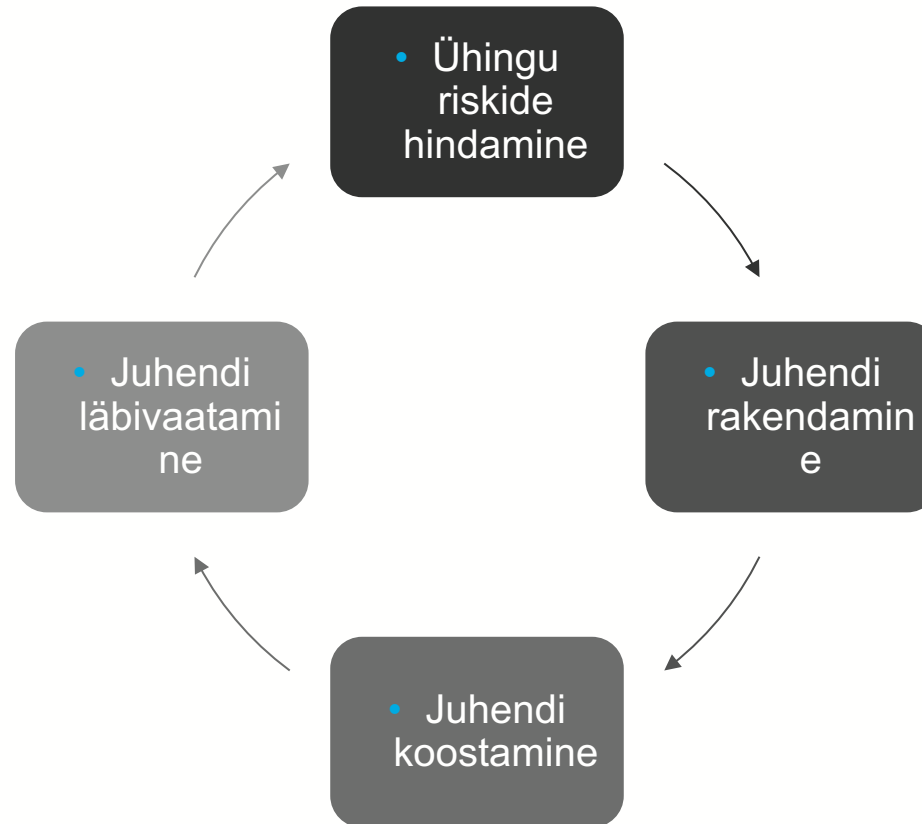 • Ühingu
riskide
hindamine
• Juhendi
rakendamin
e
• Juhendi
koostamine
• Juhendi
läbivaatami
ne